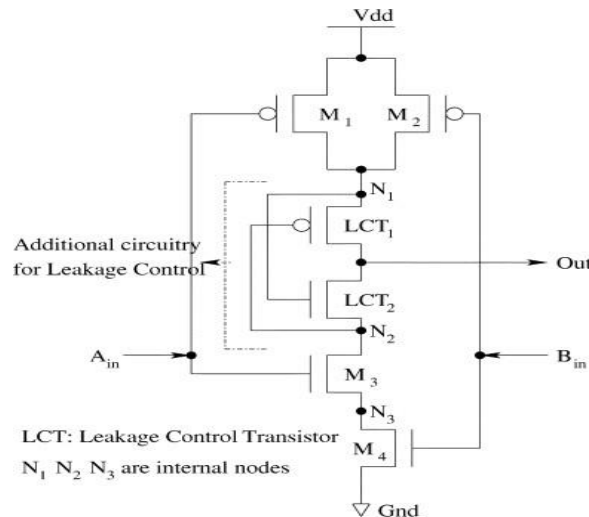 Vdd
M1 M2
N1
LCT1
Additional circuitry
for Leakage Control
Out
LCT2
N2
Ain
Bin
M3
N3
LCT: Leakage Control Transistor
M4
N1 N2 N3 are internal nodes
Gnd